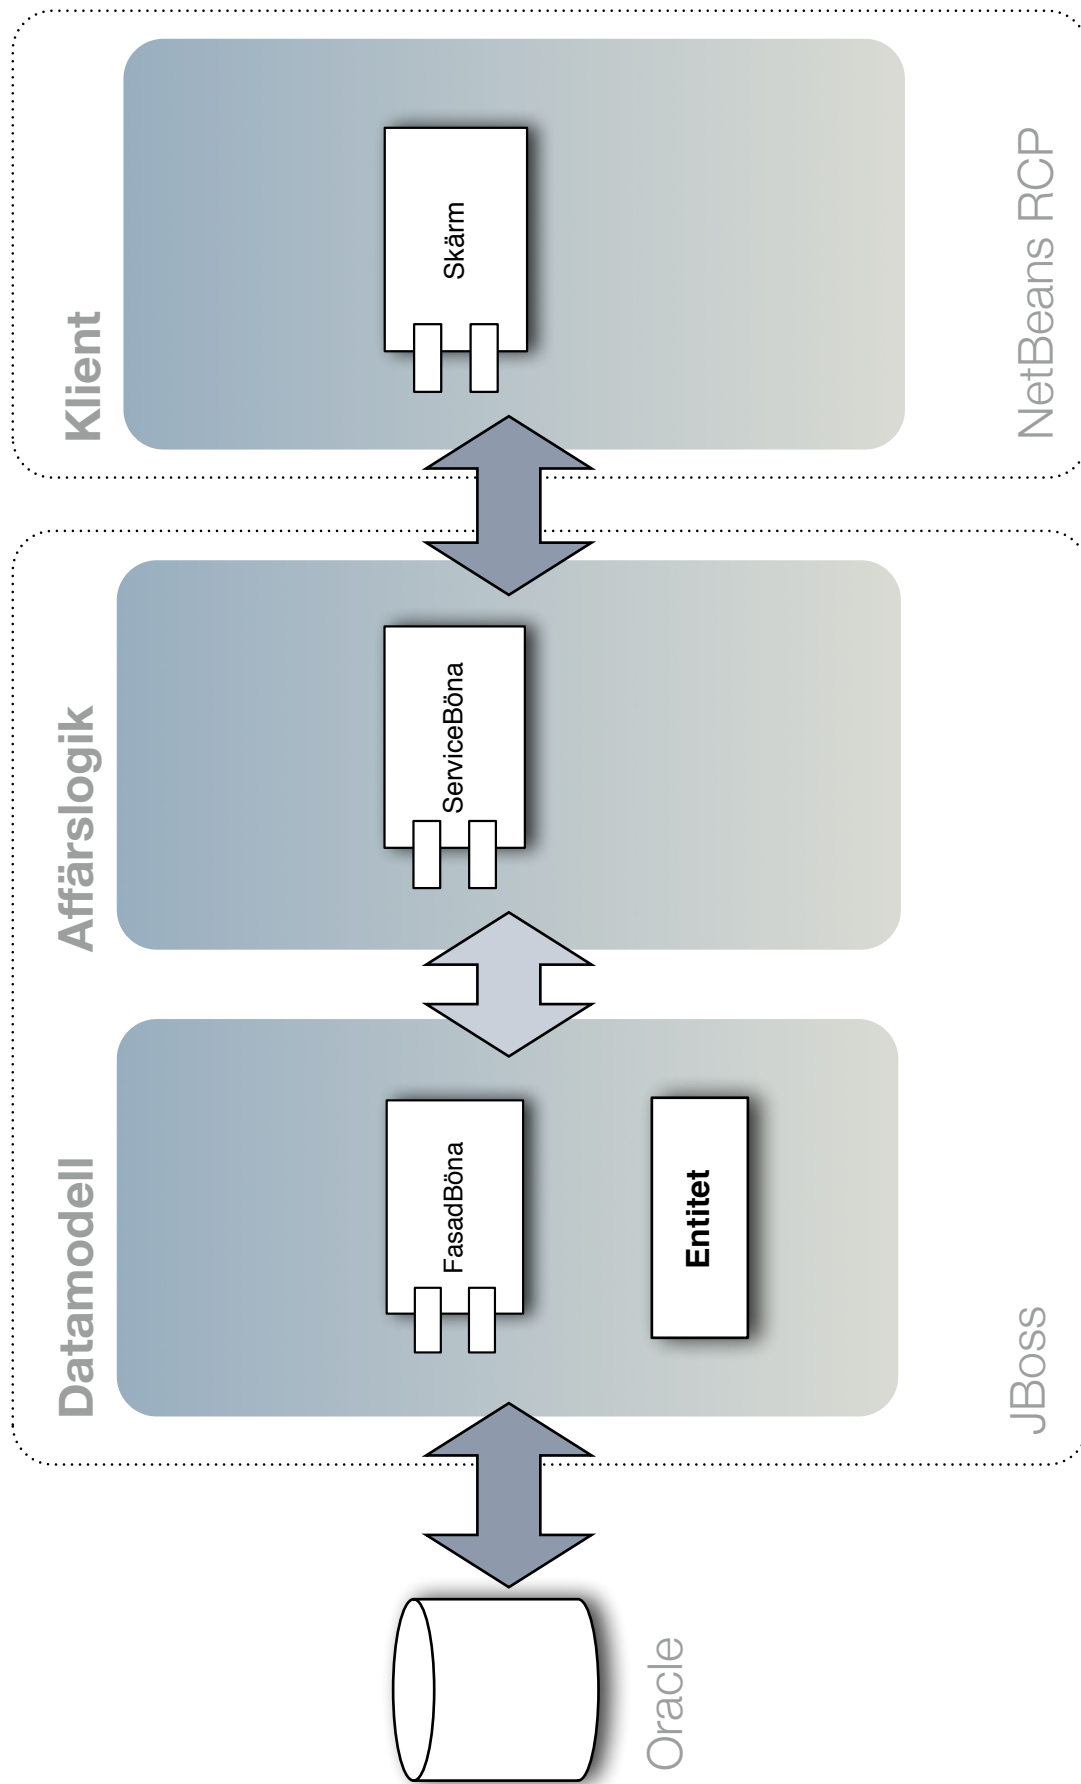 Datamodell
Affärslogik
Klient
FasadBöna
ServiceBöna
Skärm
Entitet
Oracle
JBoss
NetBeans RCP